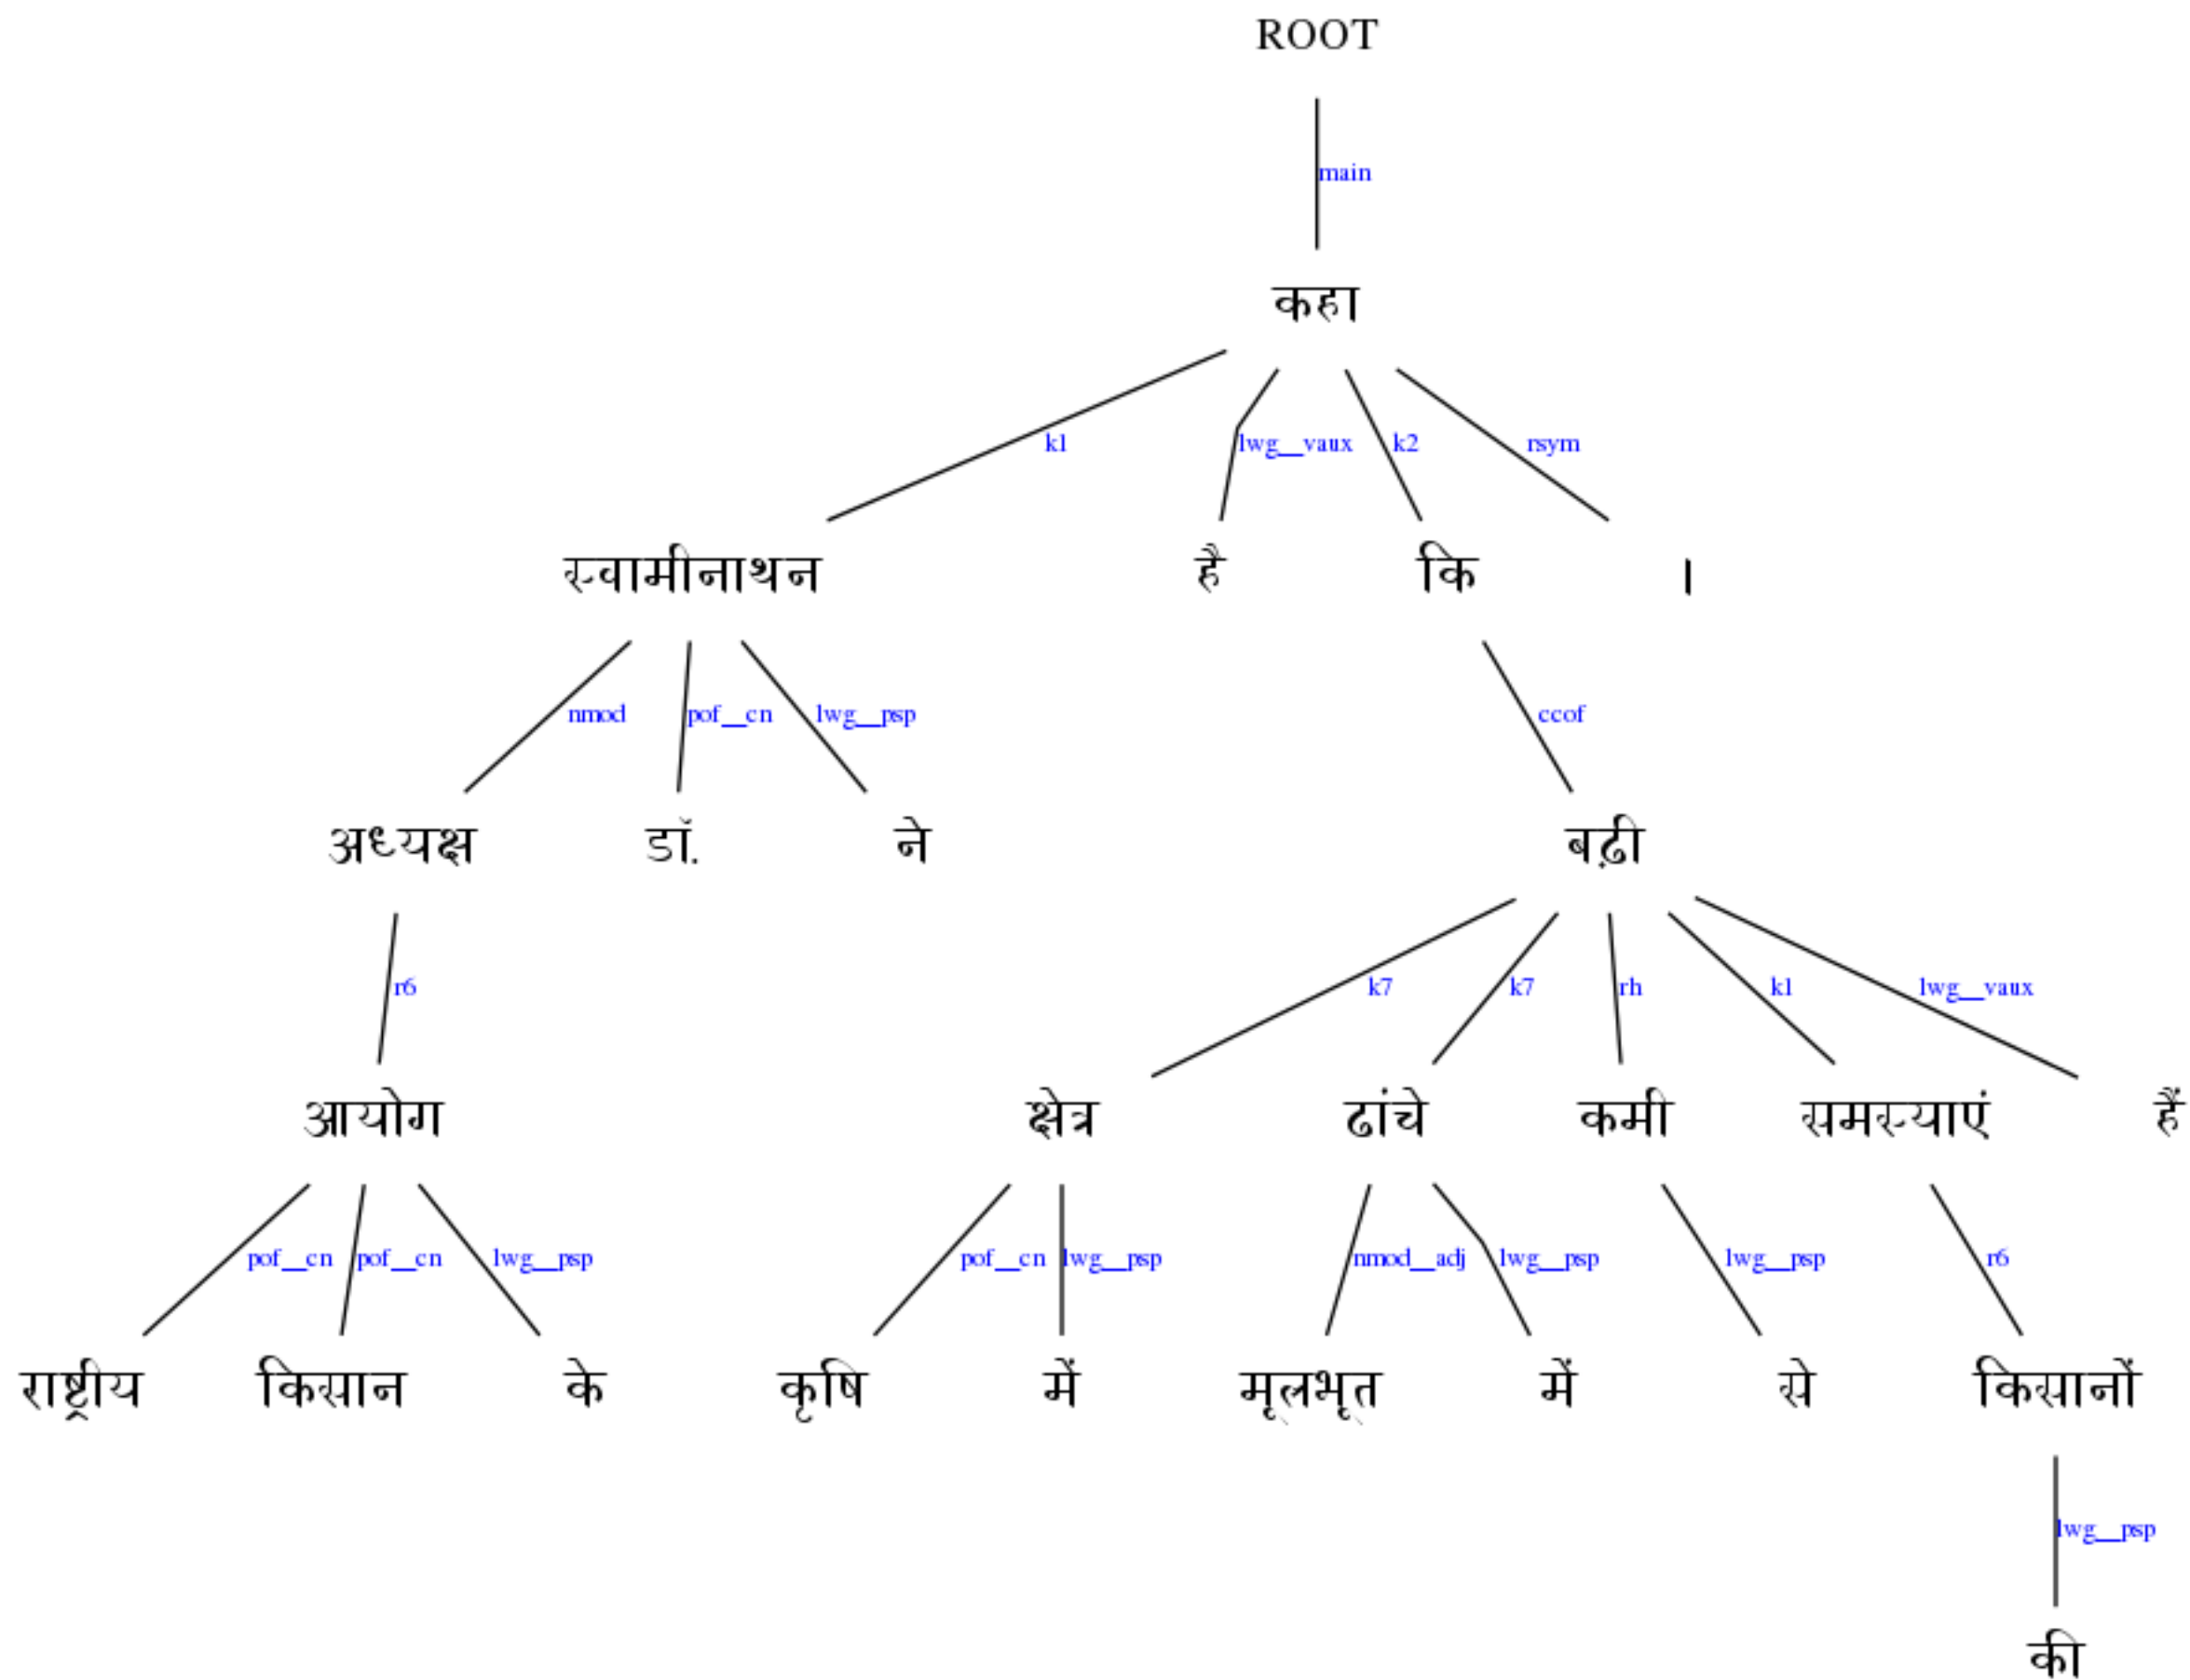 ROOT
main
कहा
k1 lwg__vaux k2 rsym
स्वामीनाथन है कि ।
nmod pof__cn lwg__psp ccof
अध्यक्ष डॉ. ने बढ़ी
r6 k7 k7 rh k1 lwg__vaux
आयोग क्षेत्र ढांचे कमी समस्याएं हैं
pof__cn pof__cn lwg__psp pof__cn lwg__psp nmod__adj lwg__psp lwg__psp r6
राष्ट्रीय किसान के कृषि में मूलभूत में से किसानों
lwg__psp
की